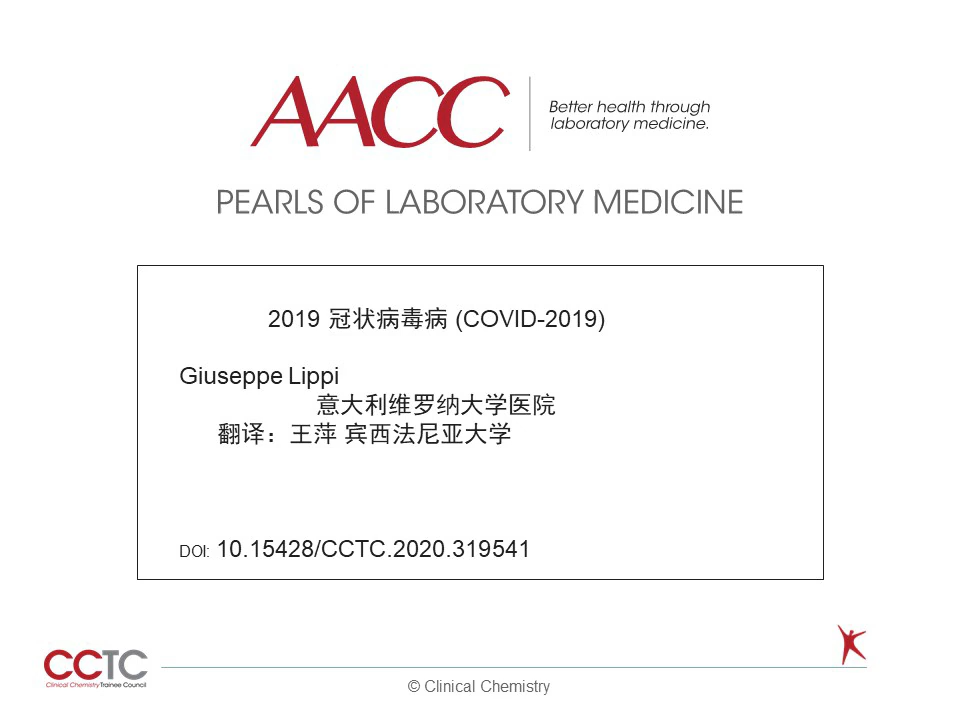 AACC
Better health through
laboratory medicine.
PEARLS OF LABORATORY MEDICINE
2019 冠状病毒病 (COVID-2019)
Giuseppe Lippi
意大利维罗纳大学医院
翻译：王萍 宾西法尼亚大学
DOI: 10.15428/CCTC.2020.319541
CCTC
Clinical Chemistry Trainee Council
© Clinical Chemistry